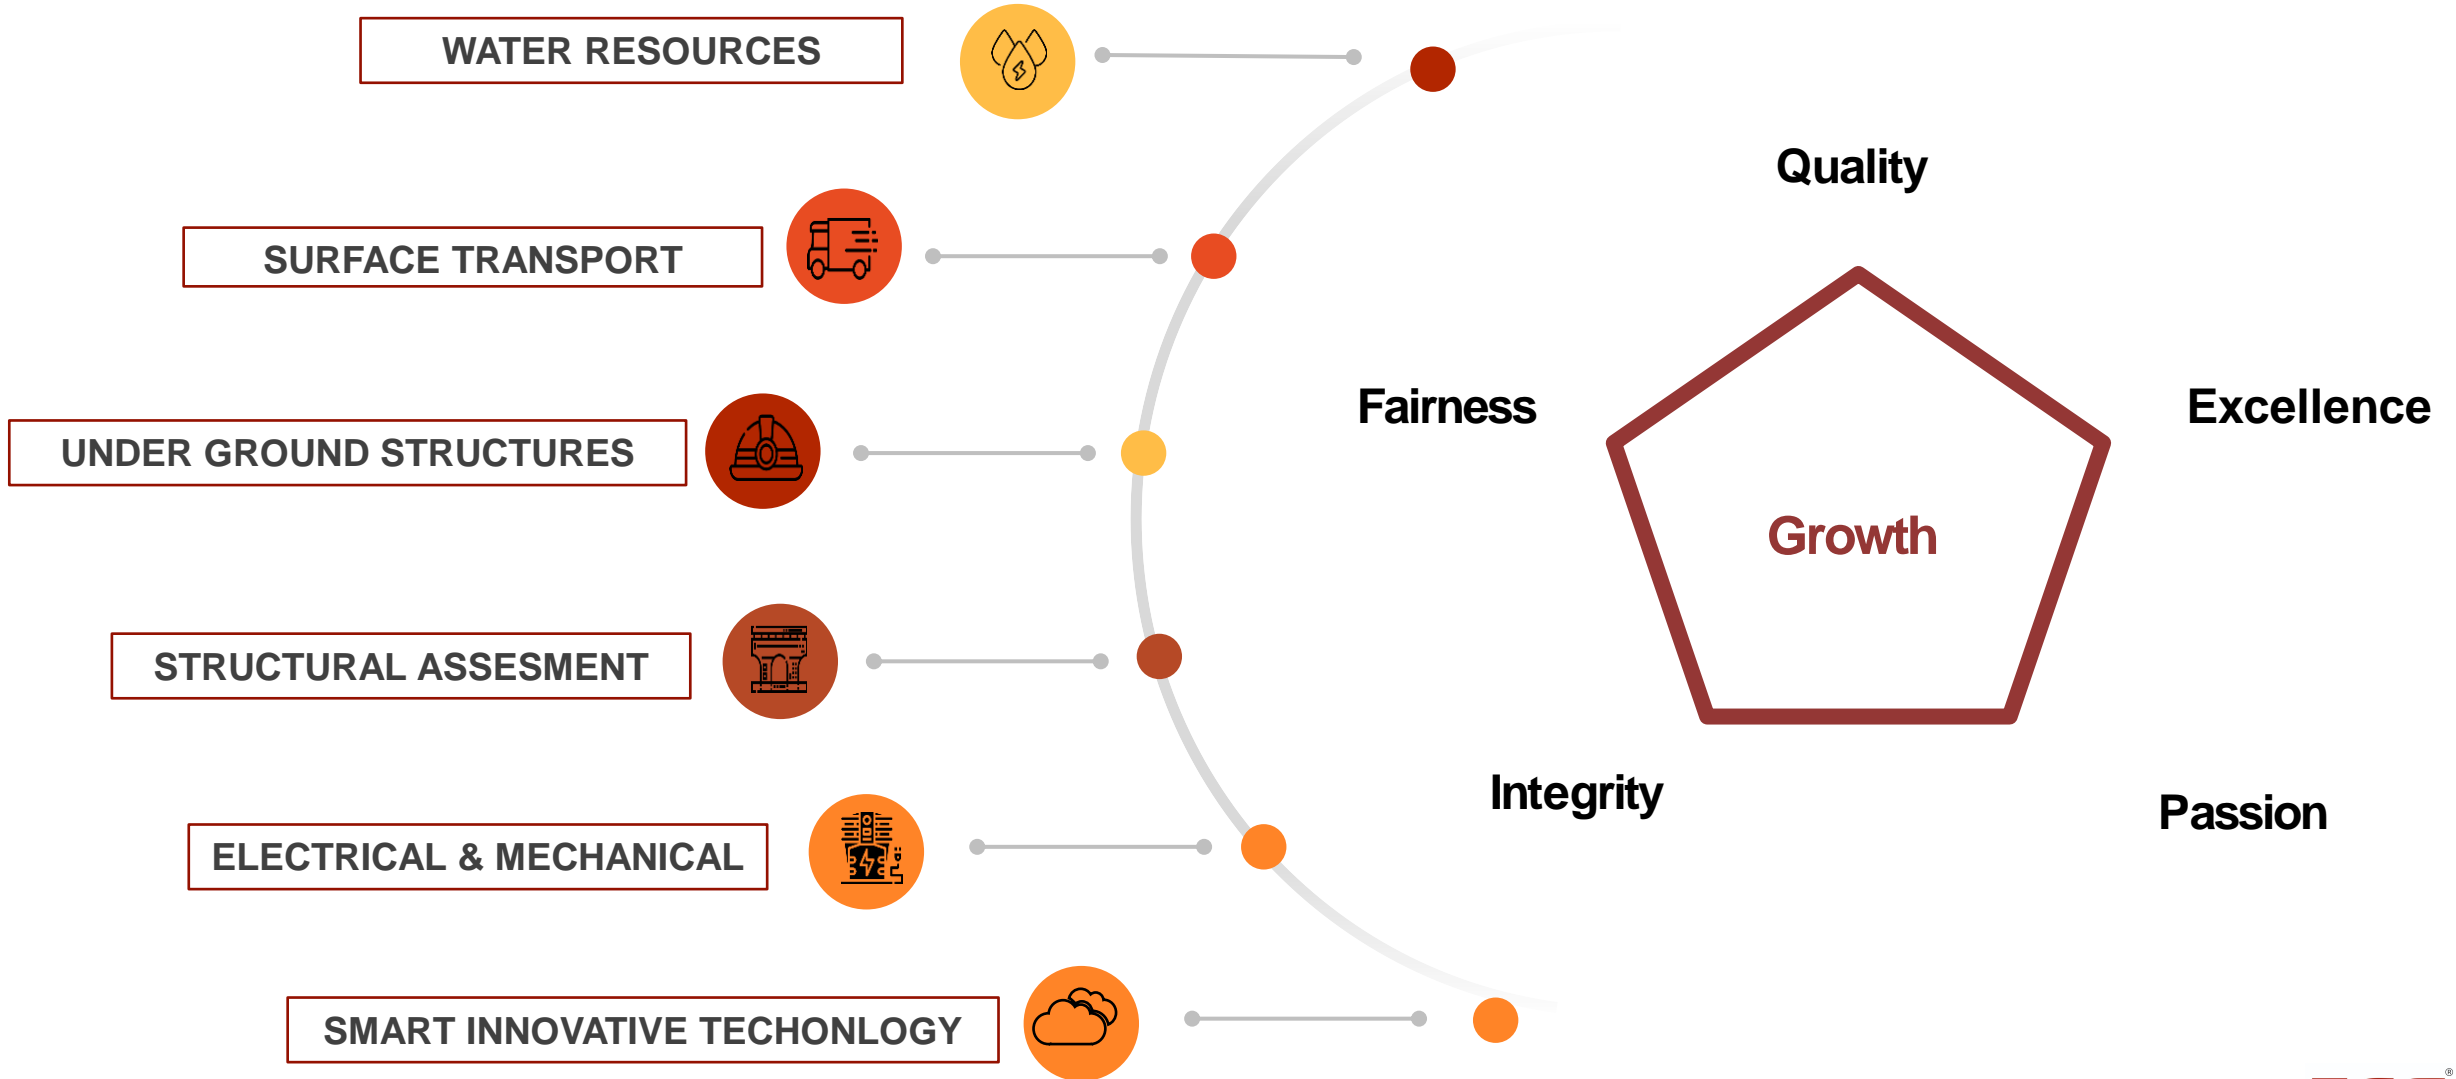 WATER RESOURCES
SURFACE TRANSPORT
UNDER GROUND STRUCTURES
STRUCTURAL ASSESMENT
ELECTRICAL & MECHANICAL
SMART INNOVATIVE TECHONLOGY
Quality
Fairness
Excellence
Growth
Integrity
Passion
®